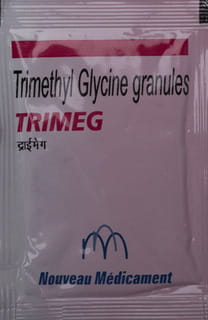 Trimethyl Glycine granules
TRIMEG
ट्राईमेग
Nouveau Médicament